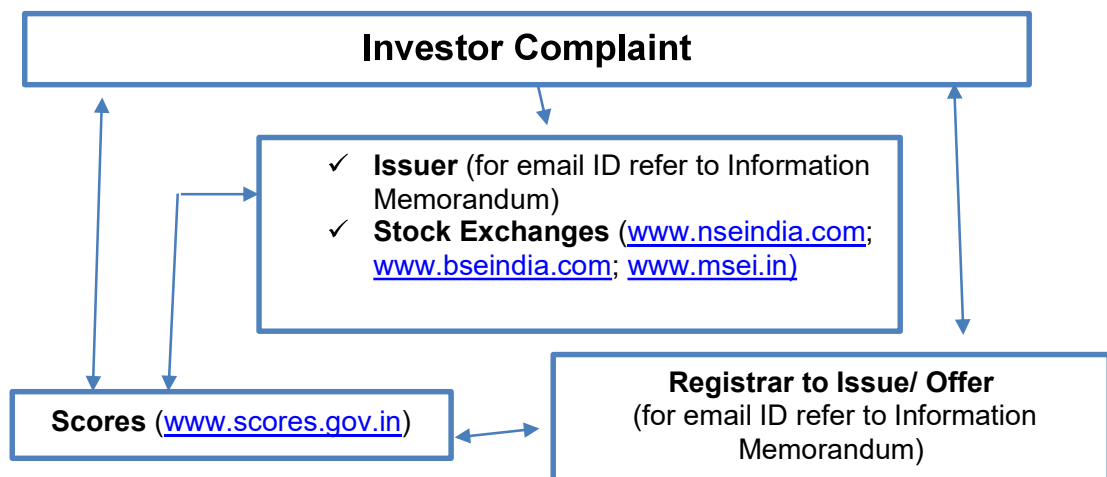 Investor Complaint
✓ Issuer (for email ID refer to Information
Memorandum)
✓ Stock Exchanges (www.nseindia.com;
www.bseindia.com; www.msei.in)
Scores (www.scores.gov.in)
Registrar to Issue/ Offer
(for email ID refer to Information
Memorandum)